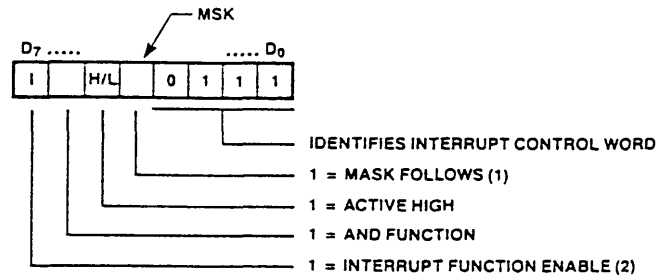 MSK
D7 ..... ..... D0
I H/L 0 1 1 1
IDENTIFIES INTERRUPT CONTROL WORD
1 = MASK FOLLOWS (1)
1 = ACTIVE HIGH
1 = AND FUNCTION
1 = INTERRUPT FUNCTION ENABLE (2)